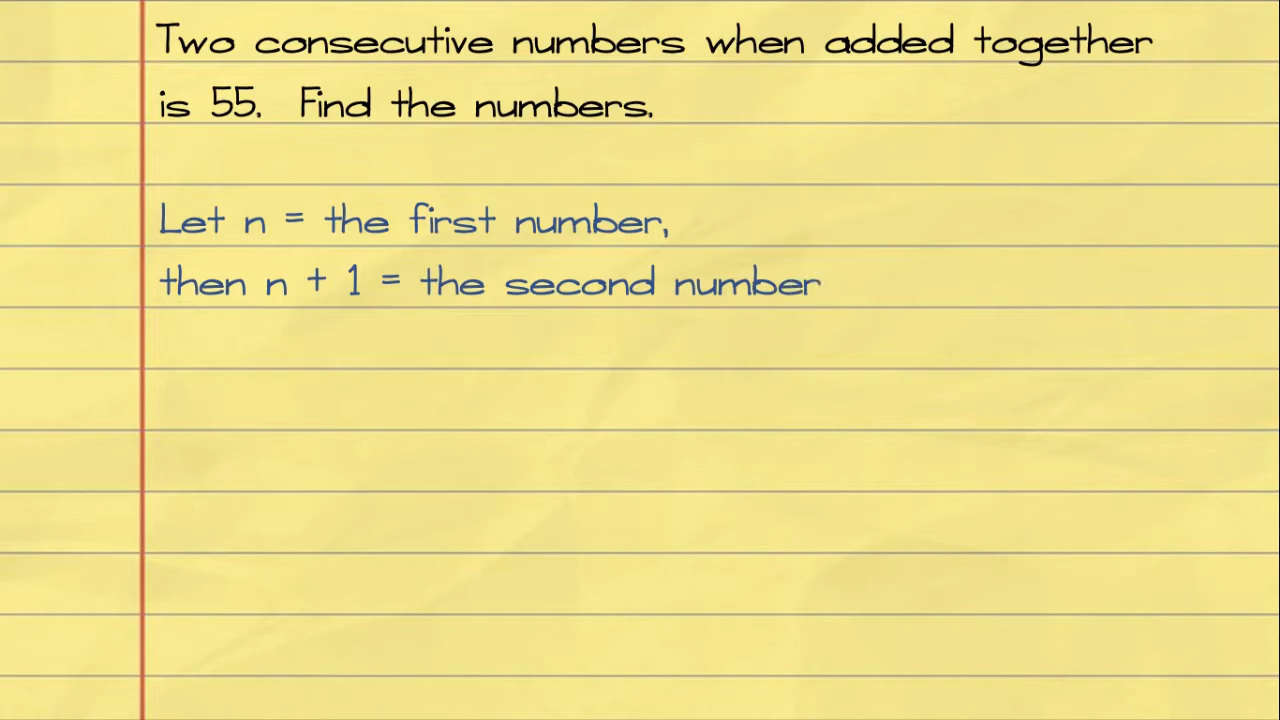 Two consecutive numbers when added together
is 55. Find the numbers.
Let n = the first number,
then n + 1 = the second number